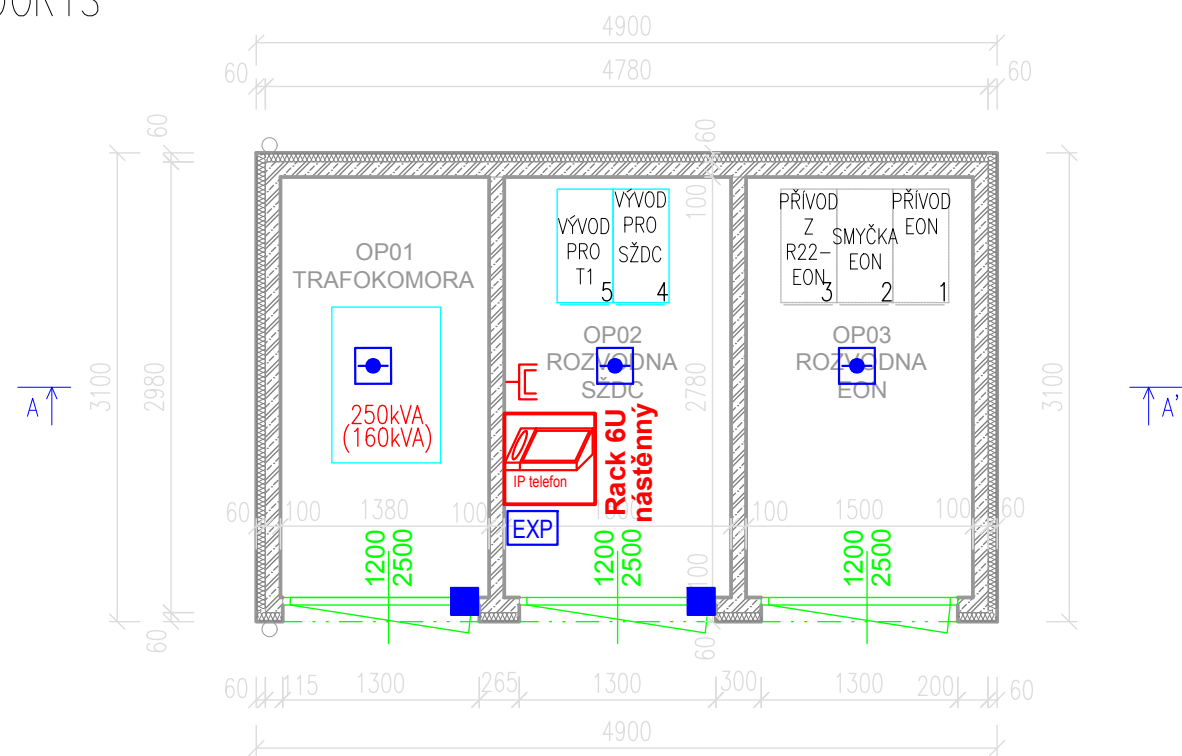 4900
60
4780
60
60
60
100
OP01
TRAFOKOMORA
VÝVOD
PRO
T1
5
VÝVOD
PRO
SŽDC
4
PŘÍVOD
Z
R22-
EON
3
SMYČKA
EON
2
PŘÍVOD
EON
1
OP02
ROZVODNA
SŽDC
OP03
ROZVODNA
EON
3100
2980
2780
3100
A
A'
250kVA
(160kVA)
Rack 6U
nástěnný
IP telefon
EXP
60
100
1380
100
100
1500
100
60
1200
2500
1200
2500
1200
2500
100
60
60
60
115
1300
265
1300
300
1300
200
60
4900